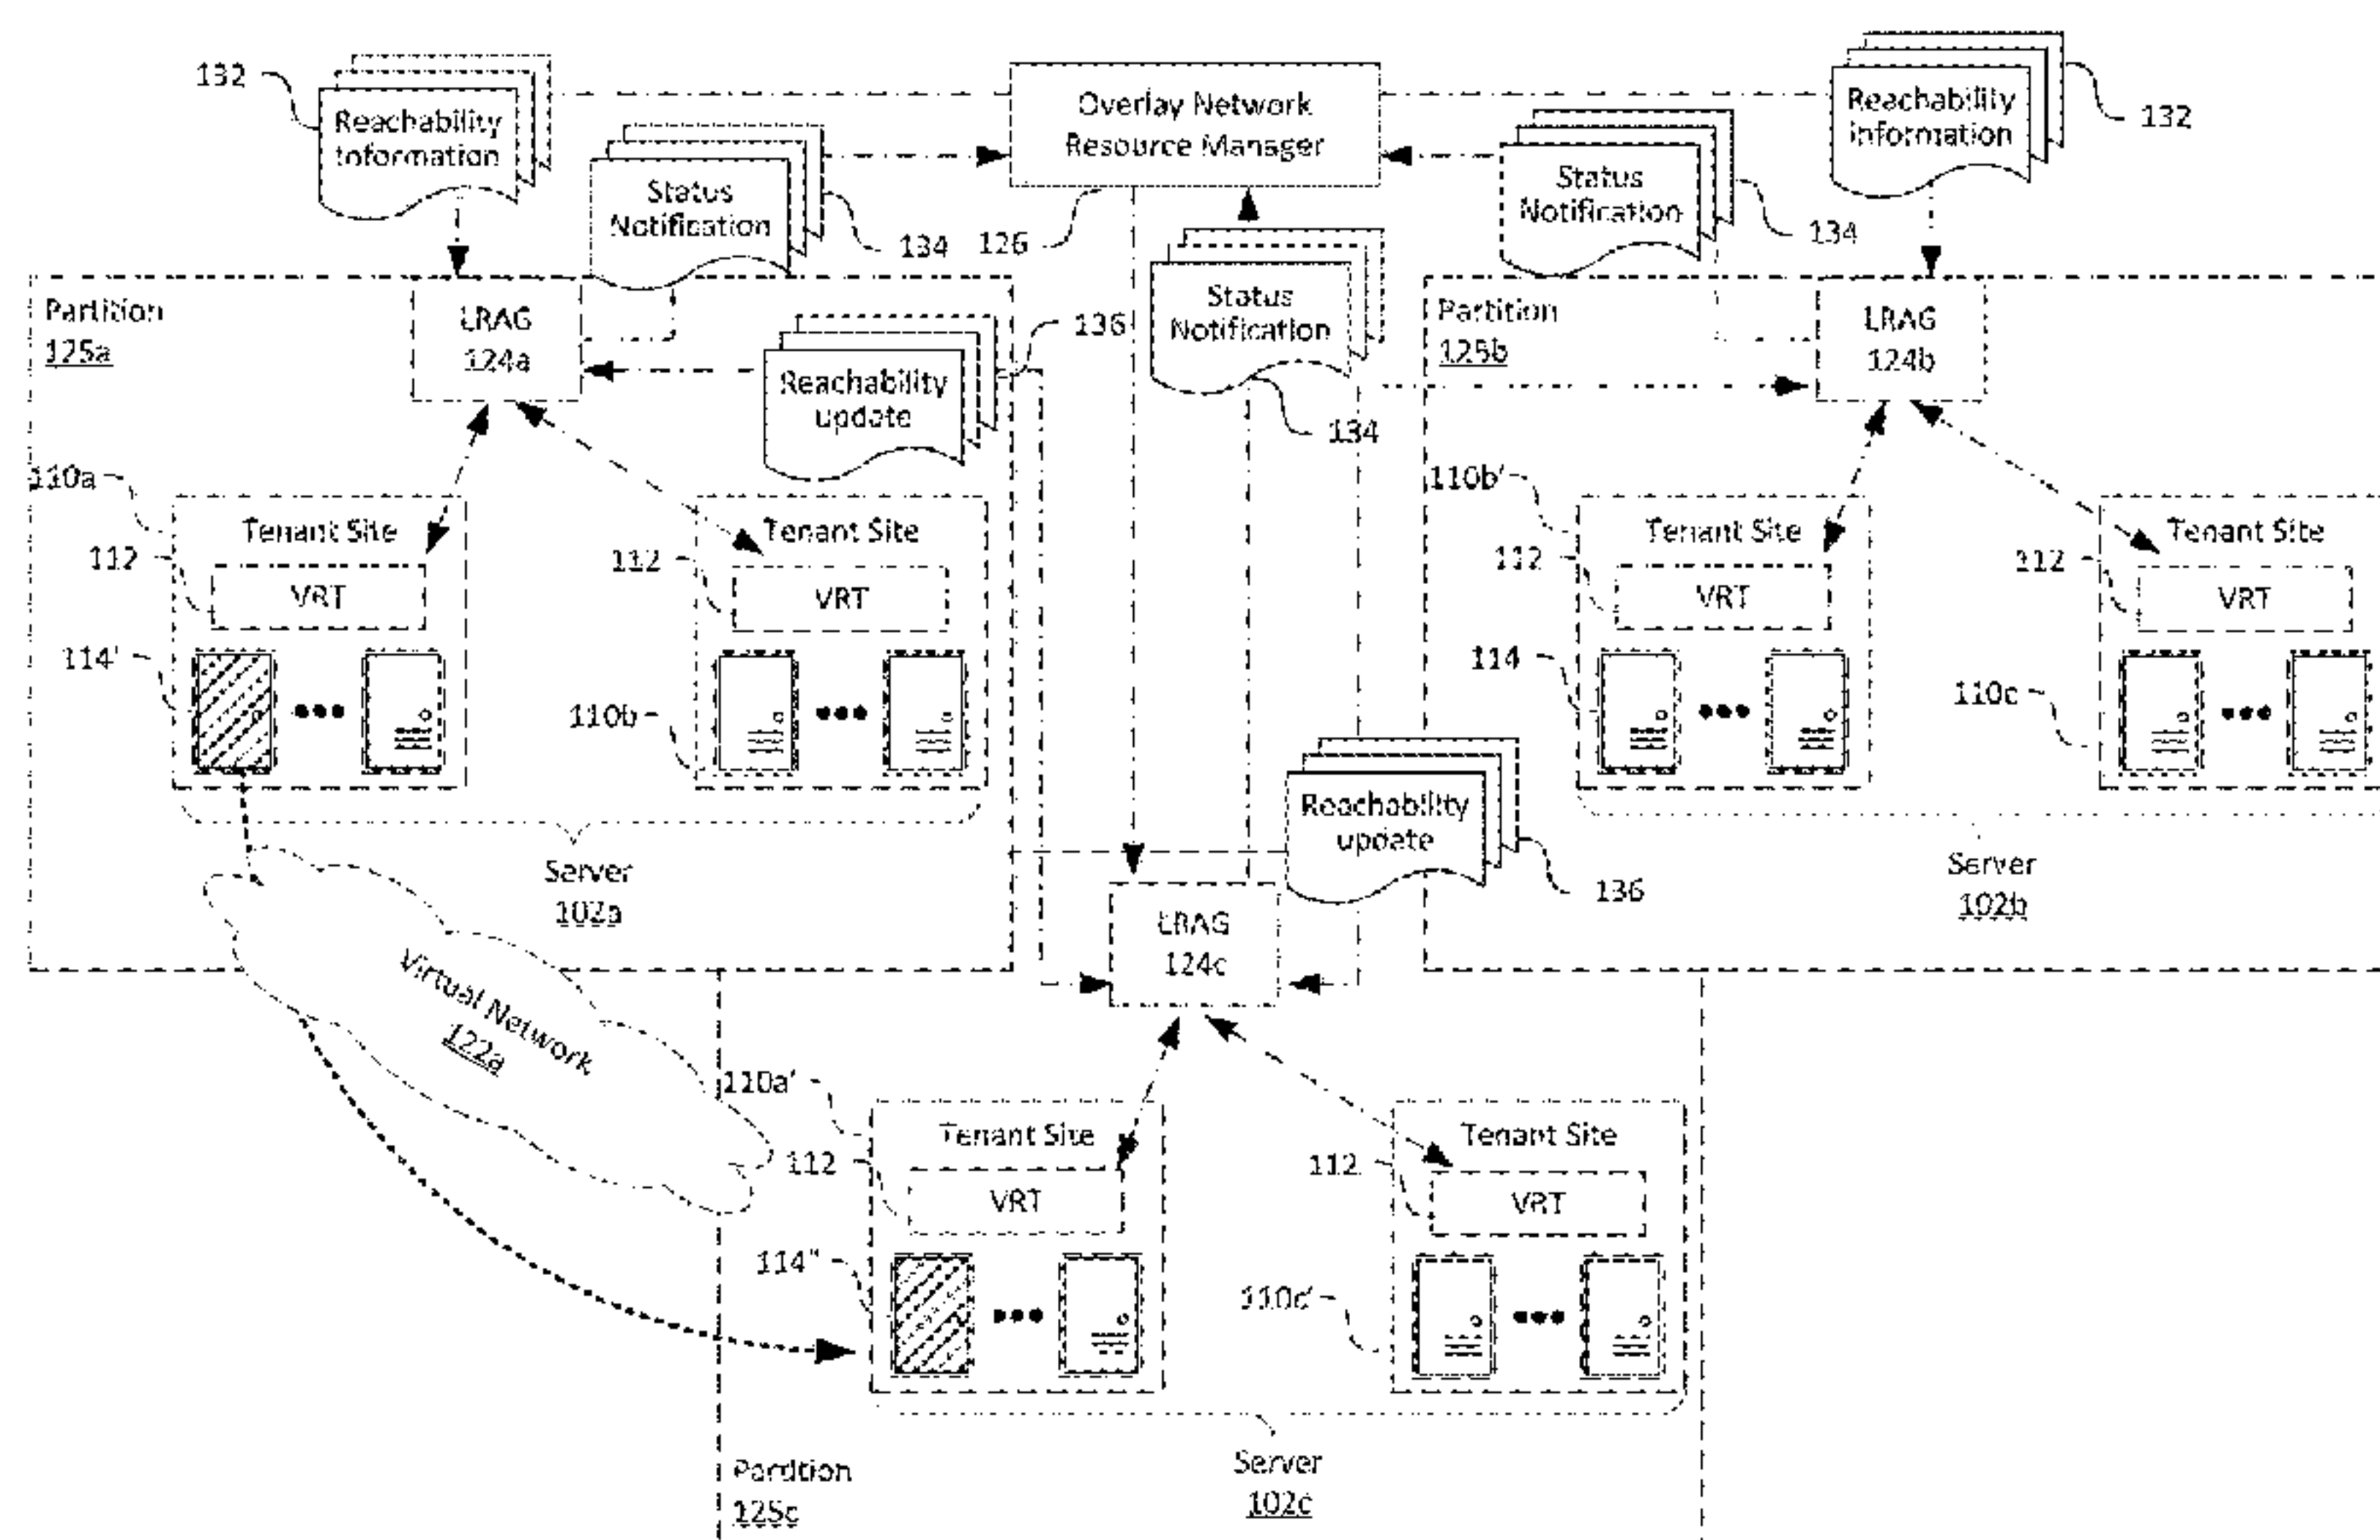 132
Reachability
Information
Overlay Network
Resource Manager
Reachability
information
132
Status
Notification
134
126
Status
Notification
134
Partition
125a
LRAG
124a
136
Reachability
update
Status
Notification
134
Partition
125b
LRAG
124b
110a
Tenant Site
112
VRT
114'
Tenant Site
112
VRT
110b
110b'
Tenant Site
112
VRT
114
Tenant Site
112
VRT
110c
Server
102a
Reachability
update
136
Server
102b
LRAG
124c
Virtual Network
122a
110a'
Tenant Site
112
VRT
114"
Tenant Site
112
VRT
110c'
Server
102c
Partition
125c